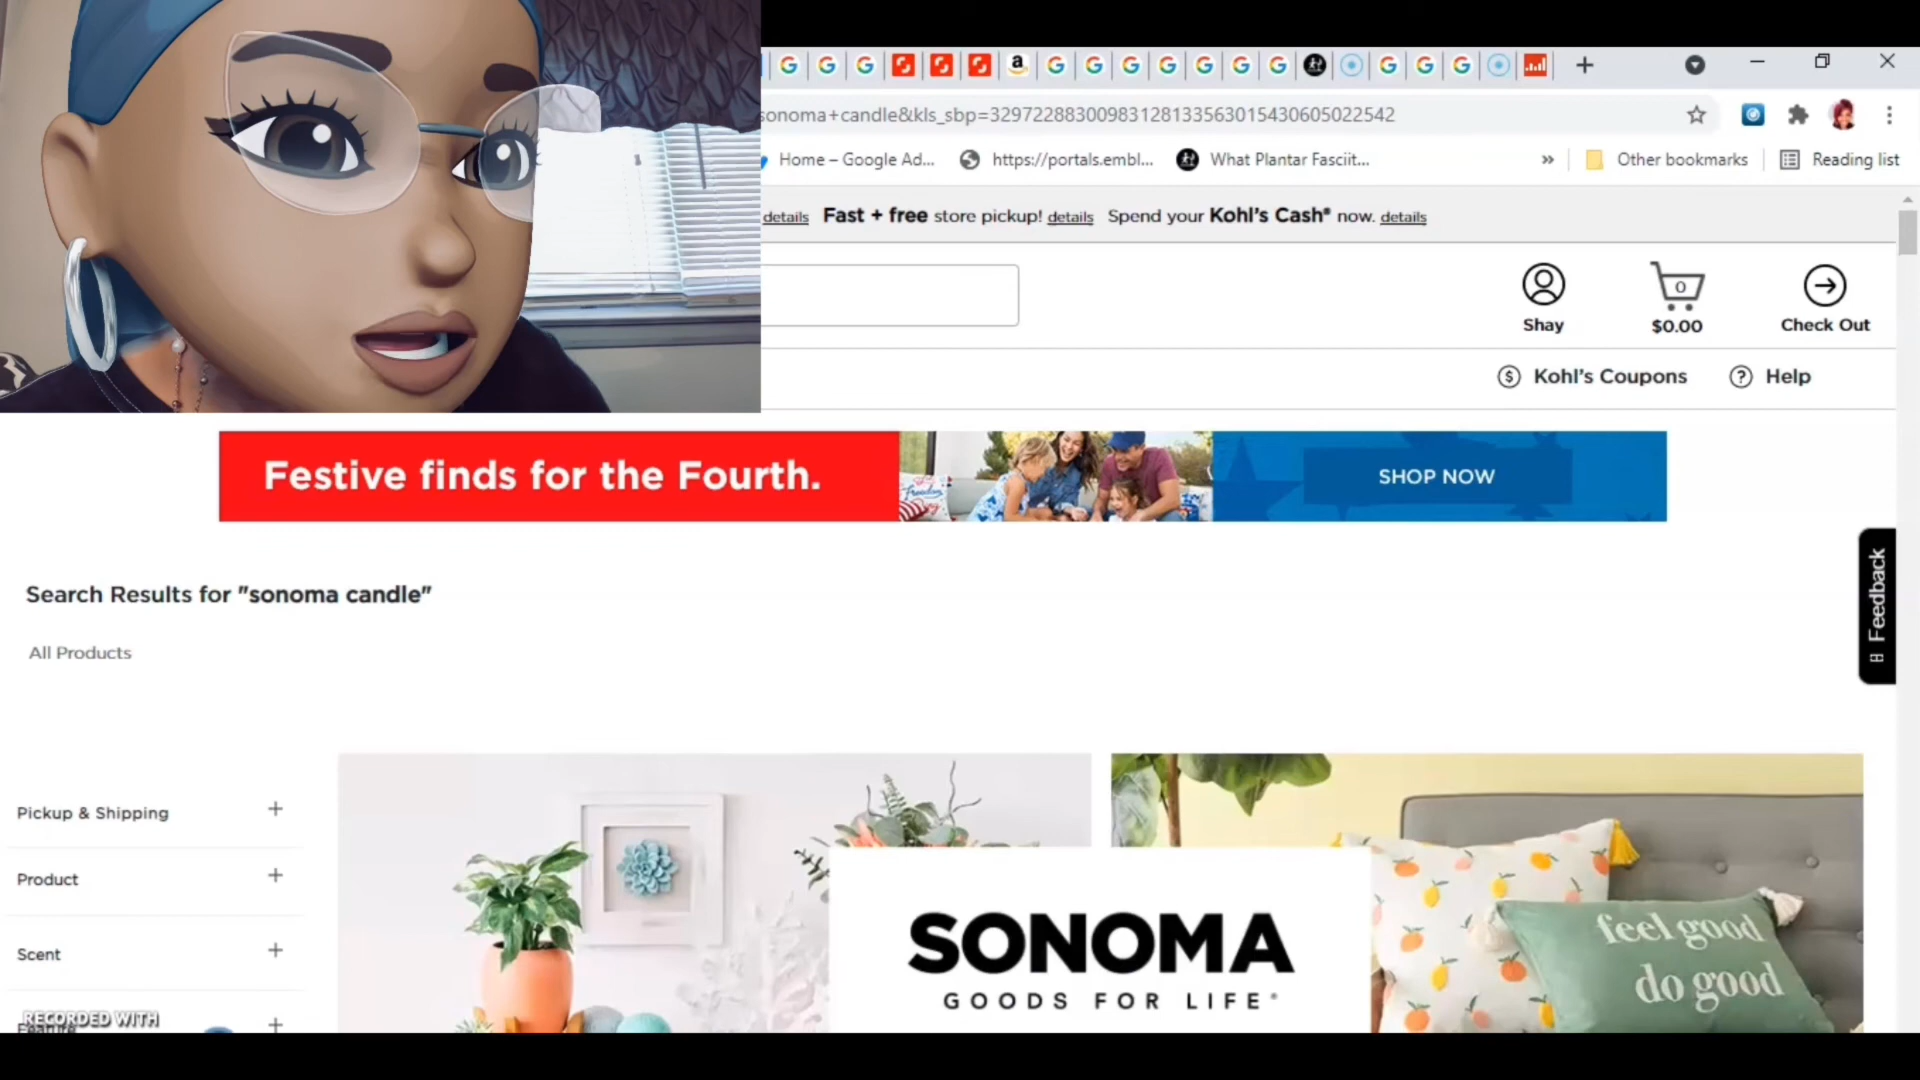 sonoma+candle&kls_sbp=32972288300983128133563015430605022542
Home – Google Ad... https://portals.embl... What Plantar Fasciit... » Other bookmarks Reading list
details Fast + free store pickup! details Spend your Kohl's Cash® now. details
0
Shay $0.00 Check Out
Kohl's Coupons Help
Festive finds for the Fourth. SHOP NOW
Feedback
Search Results for "sonoma candle"
All Products
Pickup & Shipping +
Product +
Scent +
Feature +
RECORDED WITH
SONOMA
GOODS FOR LIFE®
feel good
do good